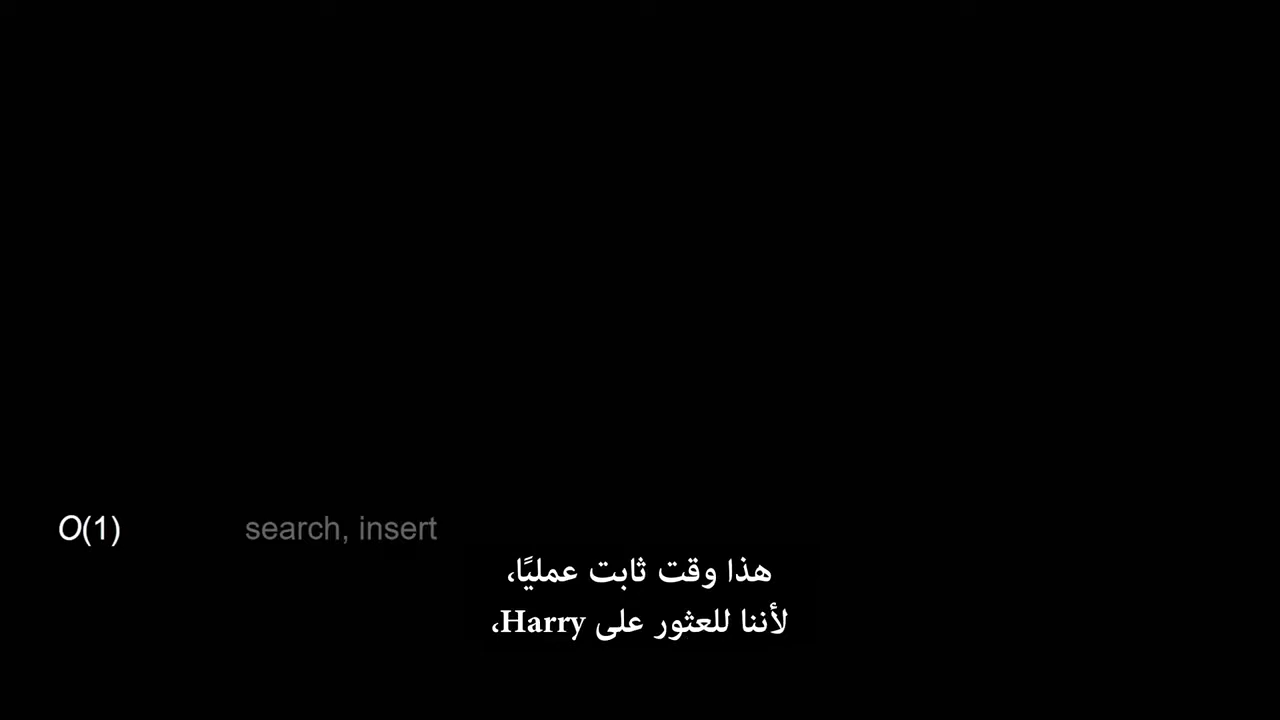 O(1) search, insert
هذا وقت ثابت عمليًا،
لأننا للعثور على Harry،